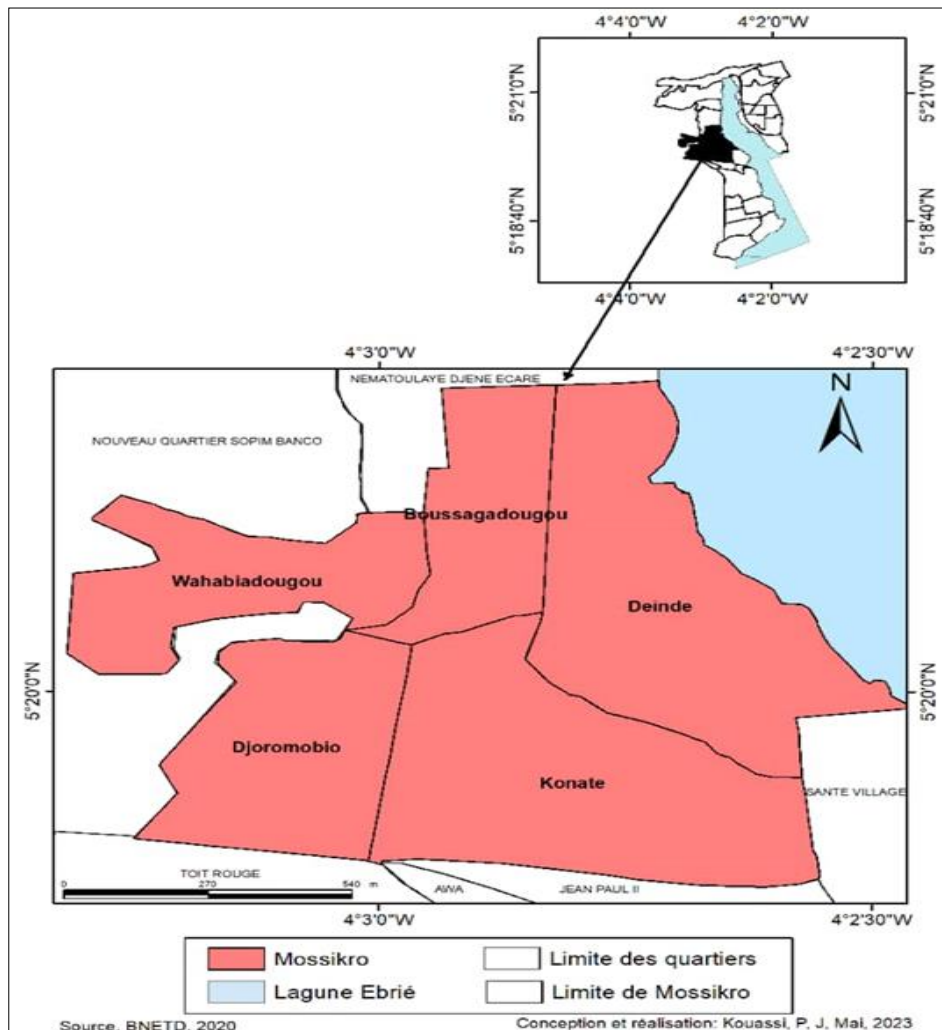 4°4'0"W 4°2'0"W
5°21'0"N 5°21'0"N
5°18'40"N 5°18'40"N
4°4'0"W 4°2'0"W
4°3'0"W 4°2'30"W
NEMATOULAYE DJENE ECARE
N
NOUVEAU QUARTIER SOPIM BANCO
Boussagadougou
Wahabiadougou
Deinde
5°20'0"N 5°20'0"N
Djoromobio
Konate
SANTE VILLAGE
TOIT ROUGE
0 270 540 m
AWA JEAN PAUL II
4°3'0"W 4°2'30"W
Mossikro Limite des quartiers
Lagune Ebrié Limite de Mossikro
Source, BNETD, 2020 Conception et réalisation: Kouassi, P, J, Mai, 2023